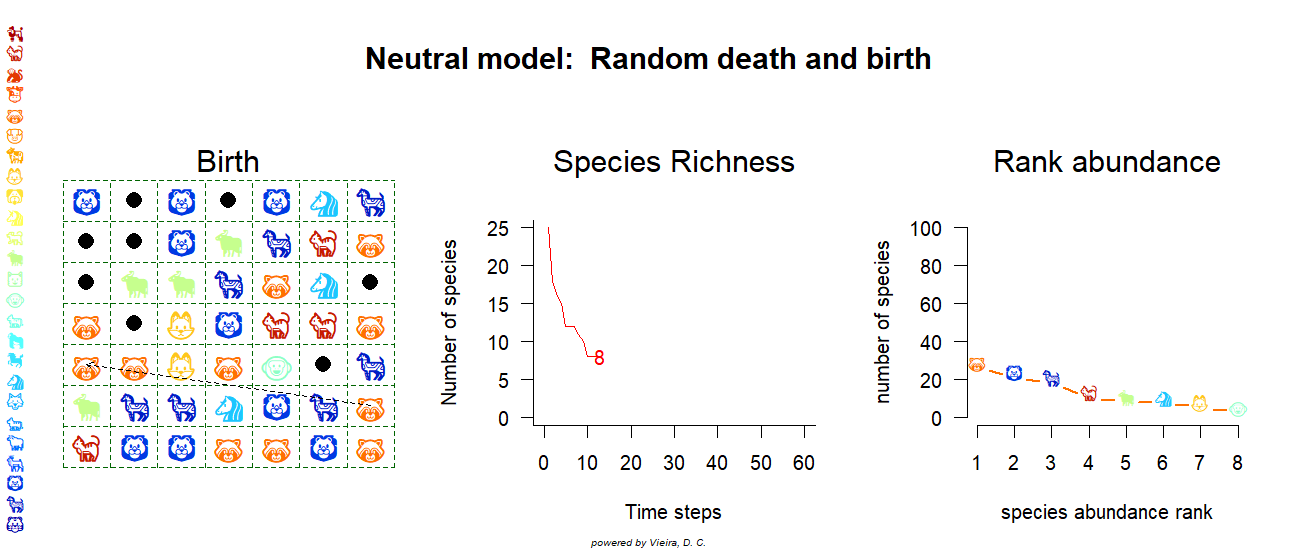 Neutral model:  Random death and birth
Birth
Species Richness
Rank abundance
Number of species
25
20
15
10
5
0
8
0 10 20 30 40 50 60
Time steps
number of species
100
80
60
40
20
0
1 2 3 4 5 6 7 8
species abundance rank
powered by Vieira, D. C.